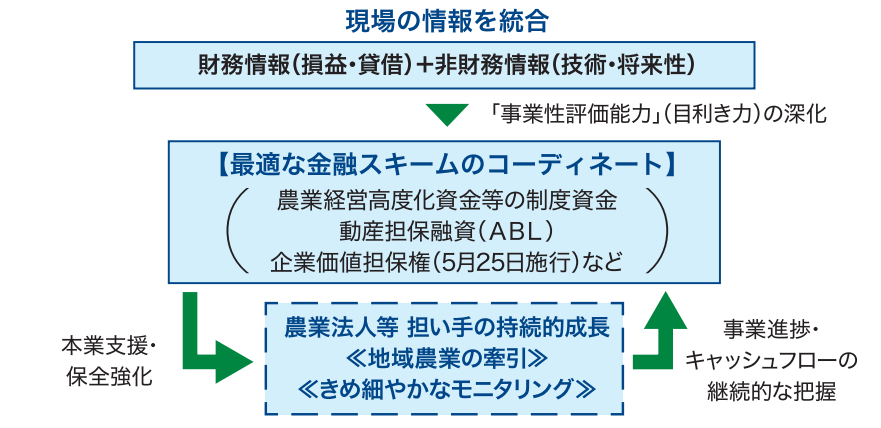 現場の情報を統合
財務情報（損益・貸借）＋非財務情報（技術・将来性）
「事業性評価能力」（目利き力）の深化
【最適な金融スキームのコーディネート】
農業経営高度化資金等の制度資金
動産担保融資（ＡＢＬ）
企業価値担保権（5月25日施行）など
本業支援・
保全強化
農業法人等 担い手の持続的成長
≪地域農業の牽引≫
≪きめ細やかなモニタリング≫
事業進捗・
キャッシュフローの
継続的な把握